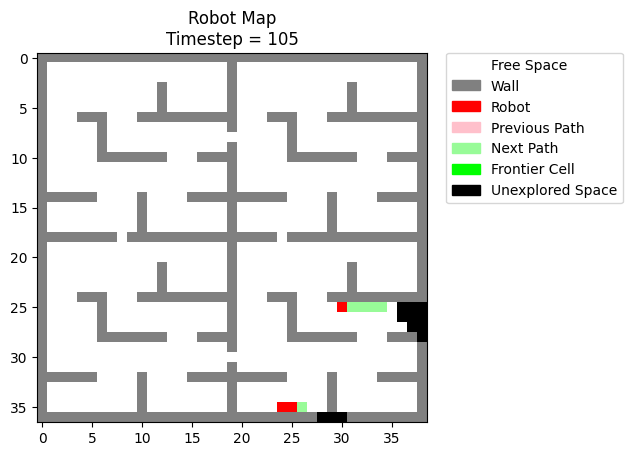 Robot Map
Timestep = 105
0
5
10
15
20
25
30
35
0
5
10
15
20
25
30
35
Free Space
Wall
Robot
Previous Path
Next Path
Frontier Cell
Unexplored Space